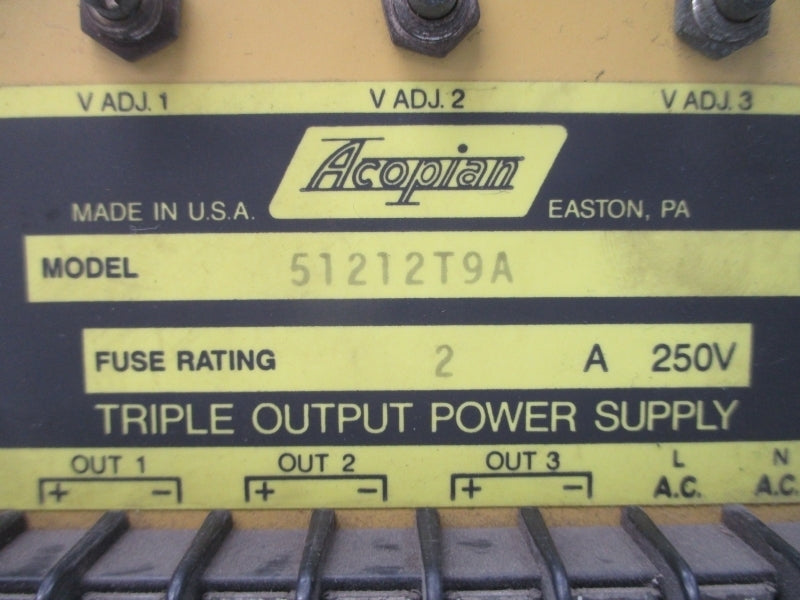 V ADJ. 1 V ADJ. 2 V ADJ. 3
Acopian
MADE IN U.S.A. EASTON, PA
MODEL 51212T9A
FUSE RATING 2 A 250V
TRIPLE OUTPUT POWER SUPPLY
OUT 1 OUT 2 OUT 3 L N
+ − + − + − A.C. A.C.